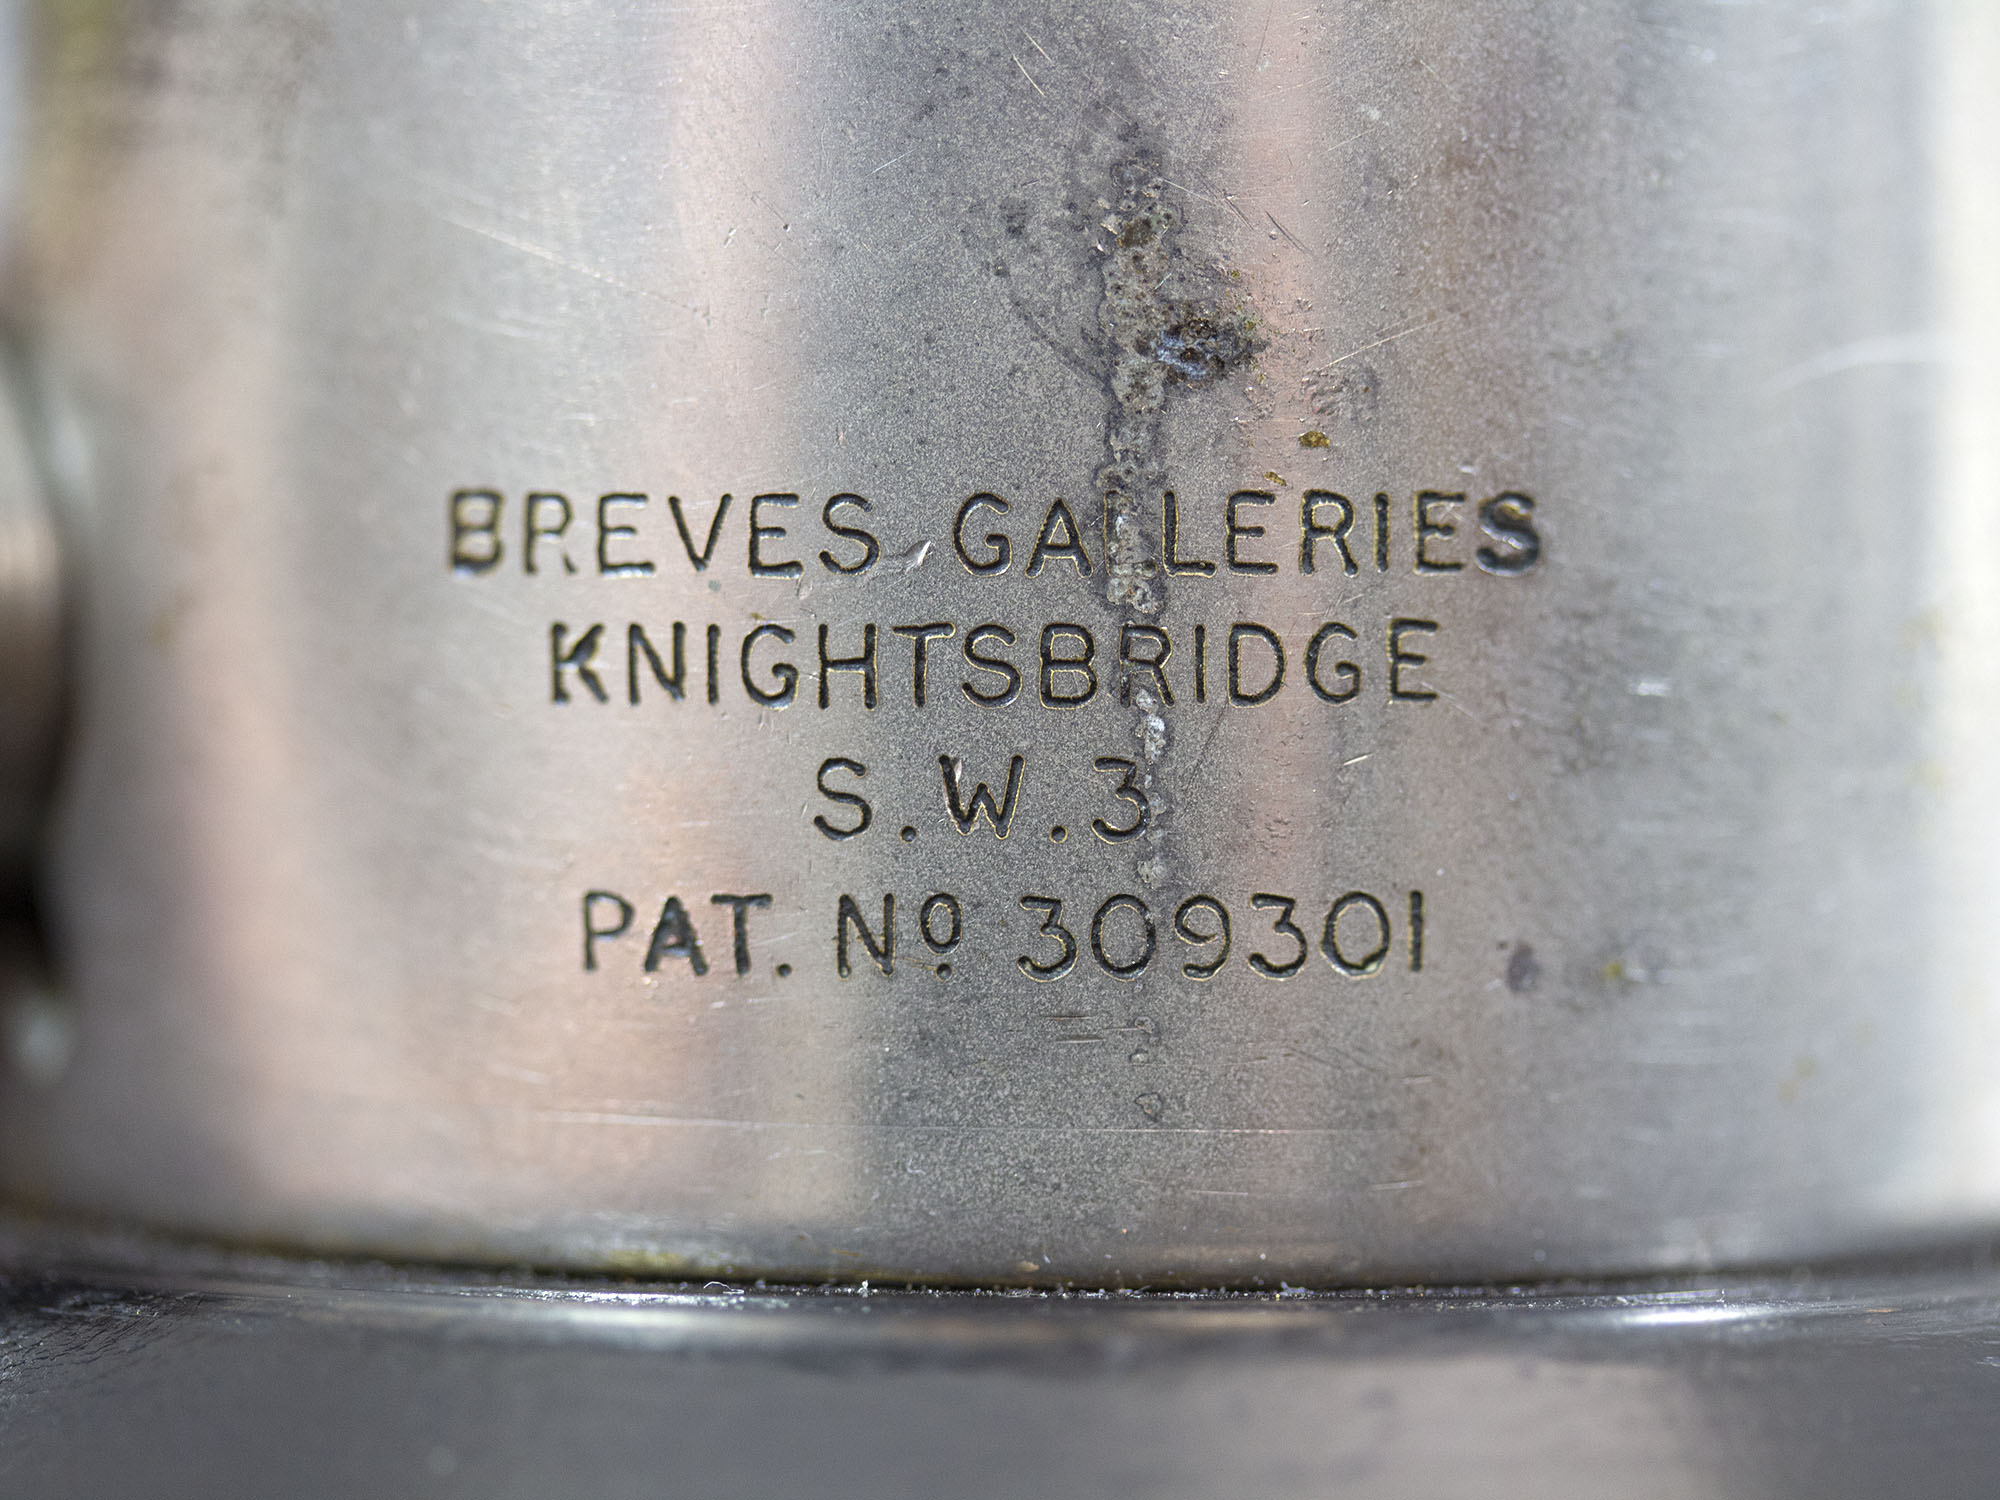 BREVES GALLERIES
KNIGHTSBRIDGE
S.W.3
PAT. Nº 309301